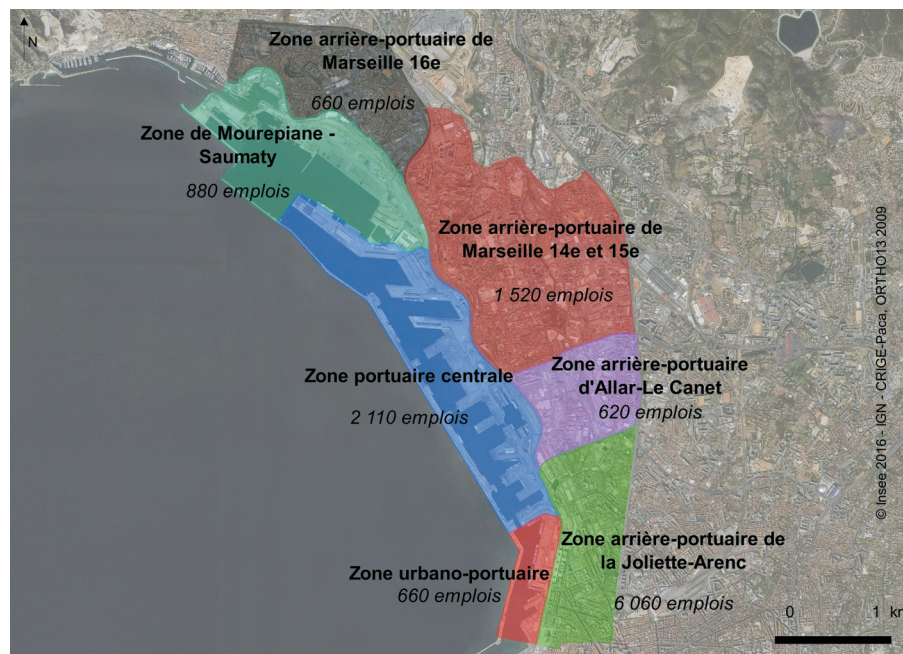 N
Zone arrière-portuaire de
Marseille 16e
660 emplois
Zone de Mourepiane -
Saumaty
880 emplois
Zone arrière-portuaire de
Marseille 14e et 15e
1 520 emplois
Zone arrière-portuaire
d'Allar-Le Canet
620 emplois
Zone portuaire centrale
2 110 emplois
Zone arrière-portuaire de
la Joliette-Arenc
6 060 emplois
Zone urbano-portuaire
660 emplois
0 1 km
© Insee 2016 - IGN - CRIGE-Paca, ORTHO13 2009